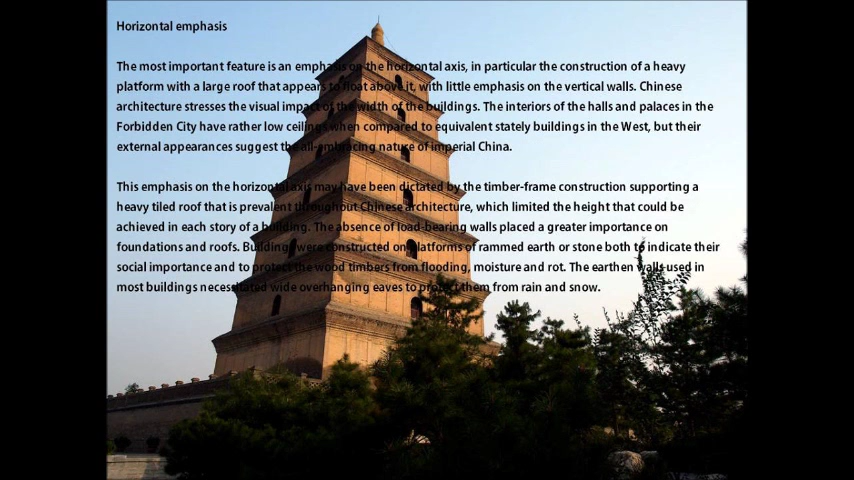 Horizontal emphasis
The most important feature is an emphasis on the horizontal axis, in particular the construction of a heavy
platform with a large roof that appears to float above it, with little emphasis on the vertical walls. Chinese
architecture stresses the visual impact of the width of the buildings. The interiors of the halls and palaces in the
Forbidden City have rather low ceilings when compared to equivalent stately buildings in the West, but their
external appearances suggest the all-embracing nature of imperial China.
This emphasis on the horizontal axis may have been dictated by the timber-frame construction supporting a
heavy tiled roof that is prevalent throughout Chinese architecture, which limited the height that could be
achieved in each story of a building. The absence of load-bearing walls placed a greater importance on
foundations and roofs. Buildings were constructed on platforms of rammed earth or stone both to indicate their
social importance and to protect the wood timbers from flooding, moisture and rot. The earthen walls used in
most buildings necessitated wide overhanging eaves to protect them from rain and snow.